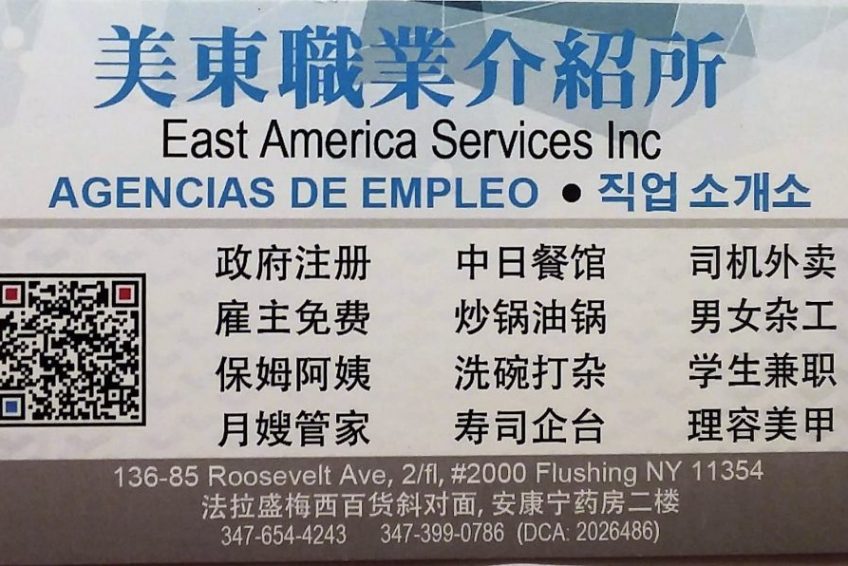 美東職業介紹所
East America Services Inc
AGENCIAS DE EMPLEO • 직업 소개소
政府注册 中日餐馆 司机外卖
雇主免费 炒锅油锅 男女杂工
保姆阿姨 洗碗打杂 学生兼职
月嫂管家 寿司企台 理容美甲
136-85 Roosevelt Ave, 2/fl, #2000 Flushing NY 11354
法拉盛梅西百货斜对面, 安康宁药房二楼
347-654-4243 347-399-0786 (DCA: 2026486)